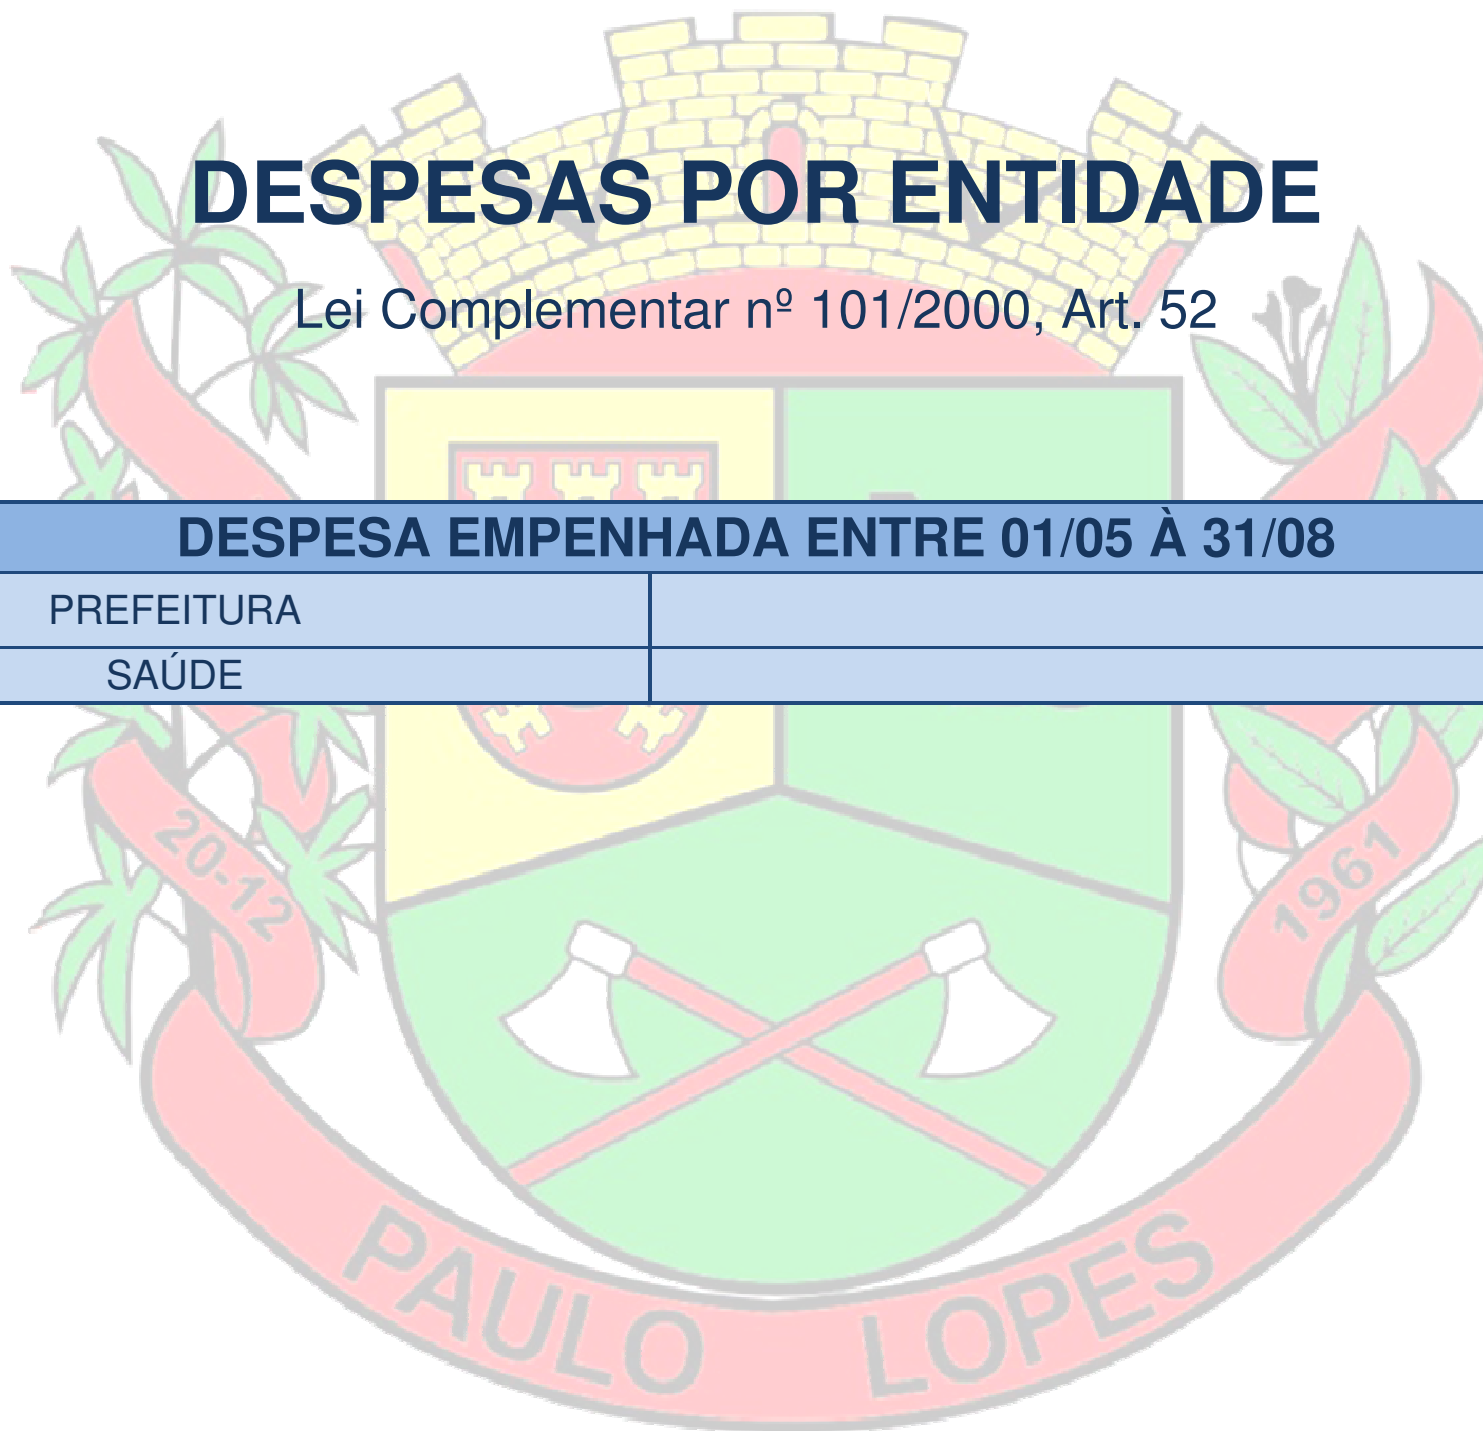 DESPESAS POR ENTIDADE
Lei Complementar nº 101/2000, Art. 52
DESPESA EMPENHADA ENTRE 01/05 À 31/08
PREFEITURA
SAÚDE
20-12
1961
PAULO LOPES